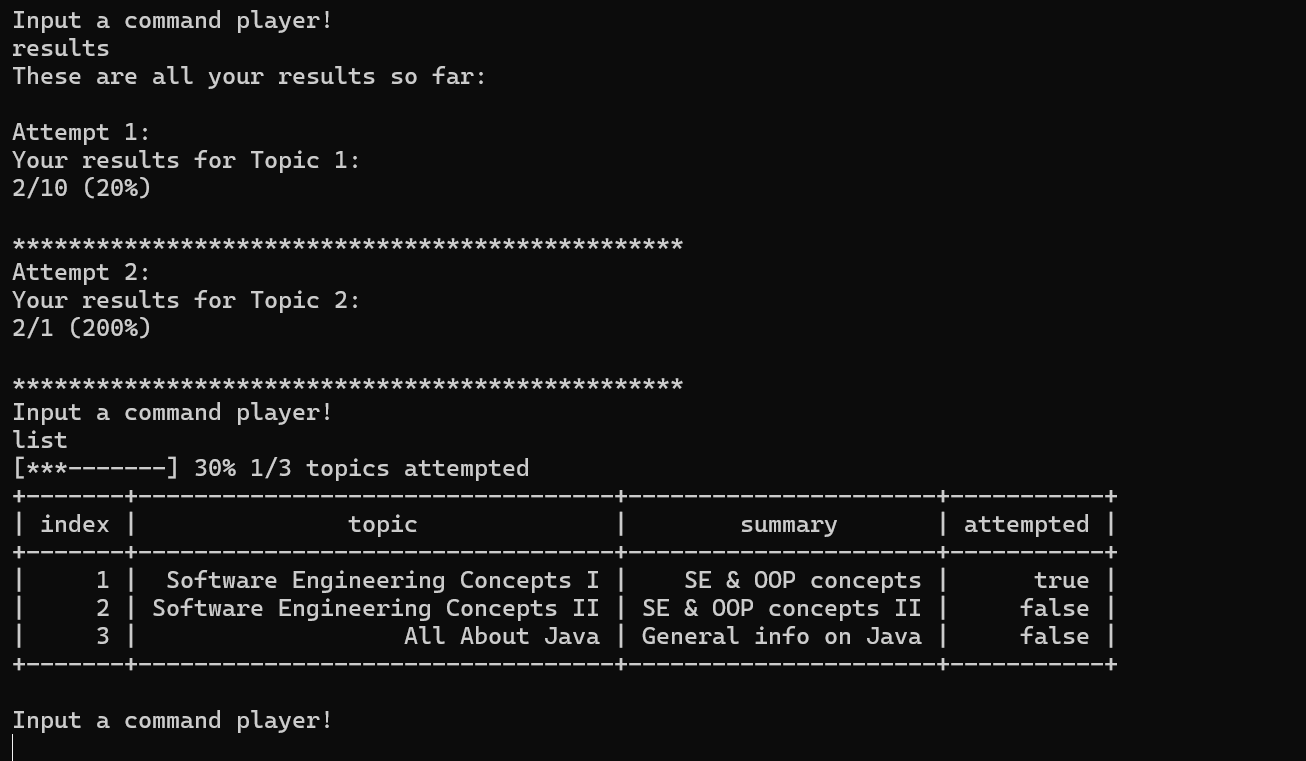 Input a command player!
results
These are all your results so far:
Attempt 1:
Your results for Topic 1:
2/10 (20%)
************************************************
Attempt 2:
Your results for Topic 2:
2/1 (200%)
************************************************
Input a command player!
list
[***-------] 30% 1/3 topics attempted
+-------+----------------------------------+----------------------+-----------+
| index |               topic              |        summary       | attempted |
+-------+----------------------------------+----------------------+-----------+
|     1 |  Software Engineering Concepts I |    SE & OOP concepts |      true |
|     2 | Software Engineering Concepts II | SE & OOP concepts II |     false |
|     3 |                   All About Java | General info on Java |     false |
+-------+----------------------------------+----------------------+-----------+
Input a command player!